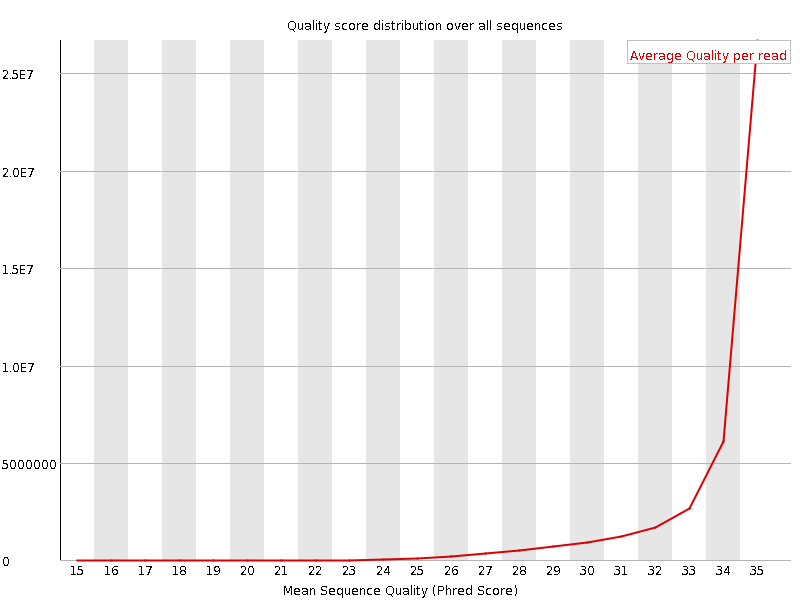 Quality score distribution over all sequences
Average Quality per read
2.5E7
2.0E7
1.5E7
1.0E7
5000000
0
15 16 17 18 19 20 21 22 23 24 25 26 27 28 29 30 31 32 33 34 35
Mean Sequence Quality (Phred Score)